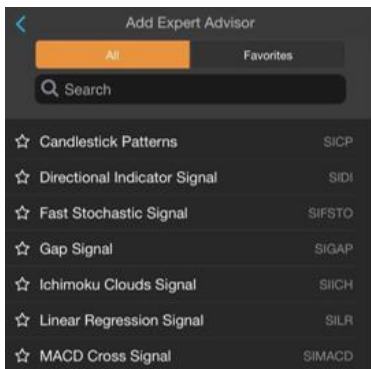 Add Expert Advisor
All Favorites
Search
Candlestick Patterns SICP
Directional Indicator Signal SIDI
Fast Stochastic Signal SIFSTO
Gap Signal SIGAP
Ichimoku Clouds Signal SIICH
Linear Regression Signal SILR
MACD Cross Signal SIMACD